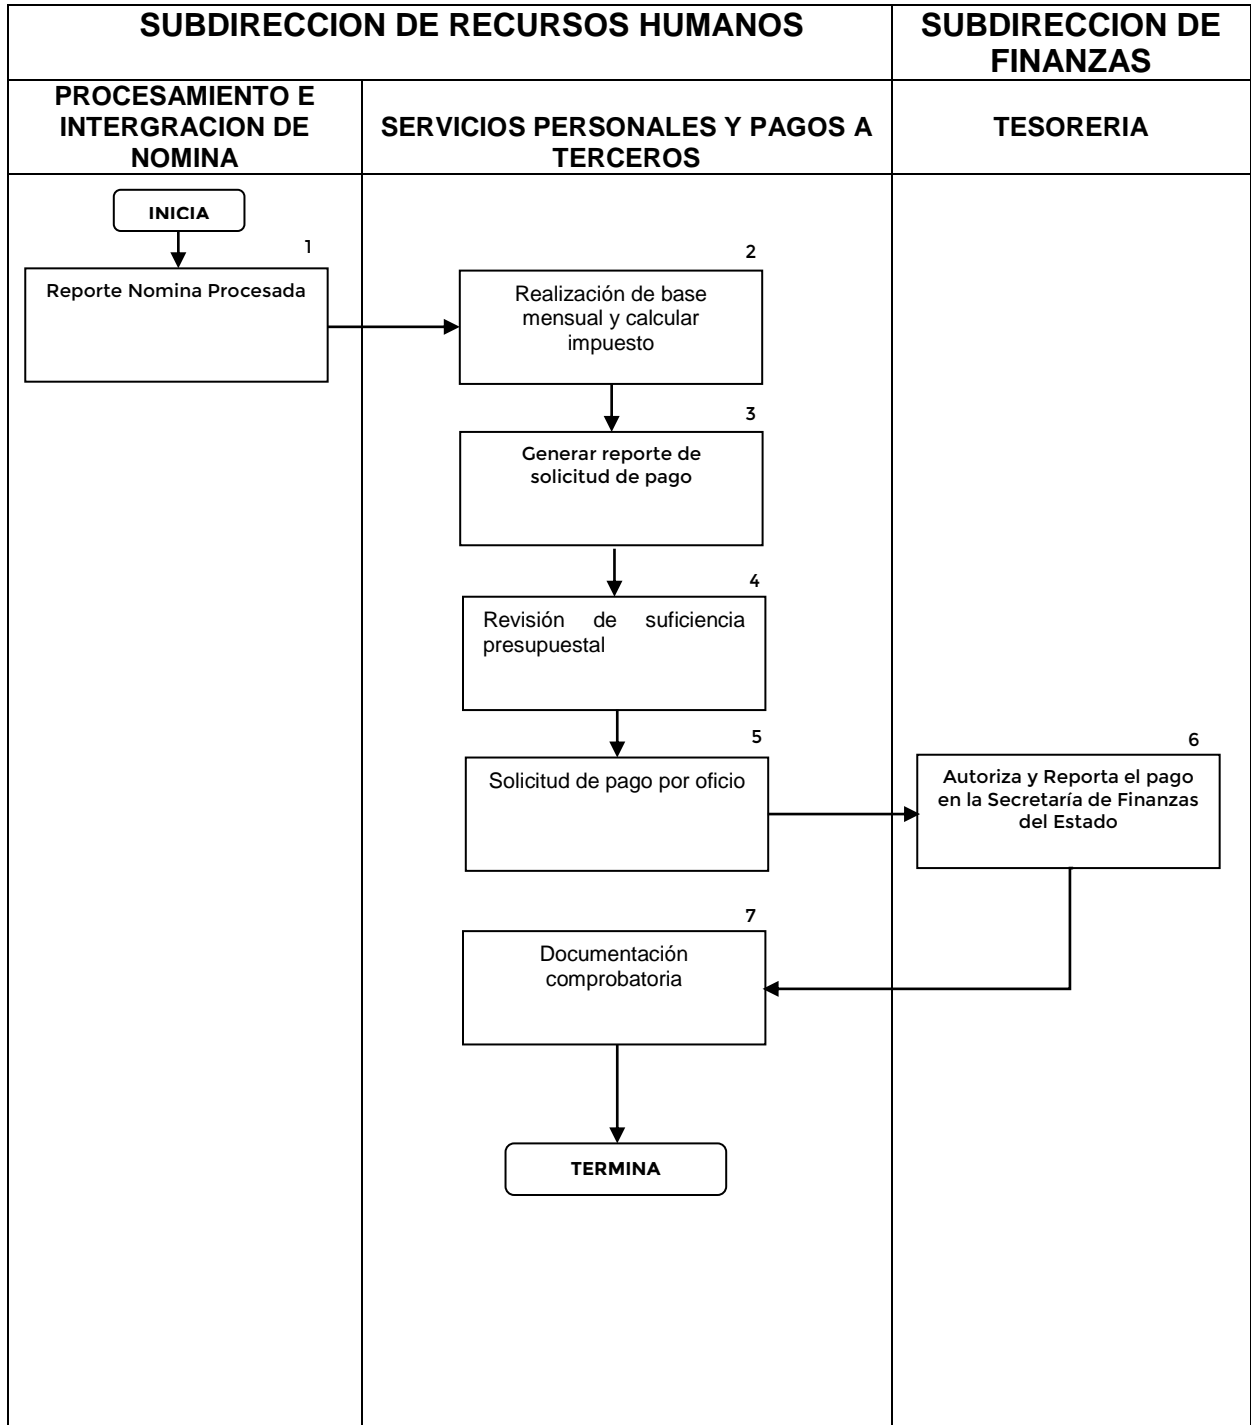 SUBDIRECCION DE RECURSOS HUMANOS
SUBDIRECCION DE
FINANZAS
PROCESAMIENTO E
INTERGRACION DE
NOMINA
SERVICIOS PERSONALES Y PAGOS A
TERCEROS
TESORERIA
INICIA
1
Reporte Nomina Procesada
2
Realización de base
mensual y calcular
impuesto
3
Generar reporte de
solicitud de pago
4
Revisión de suficiencia
presupuestal
5
Solicitud de pago por oficio
6
Autoriza y Reporta el pago
en la Secretaría de Finanzas
del Estado
7
Documentación
comprobatoria
TERMINA